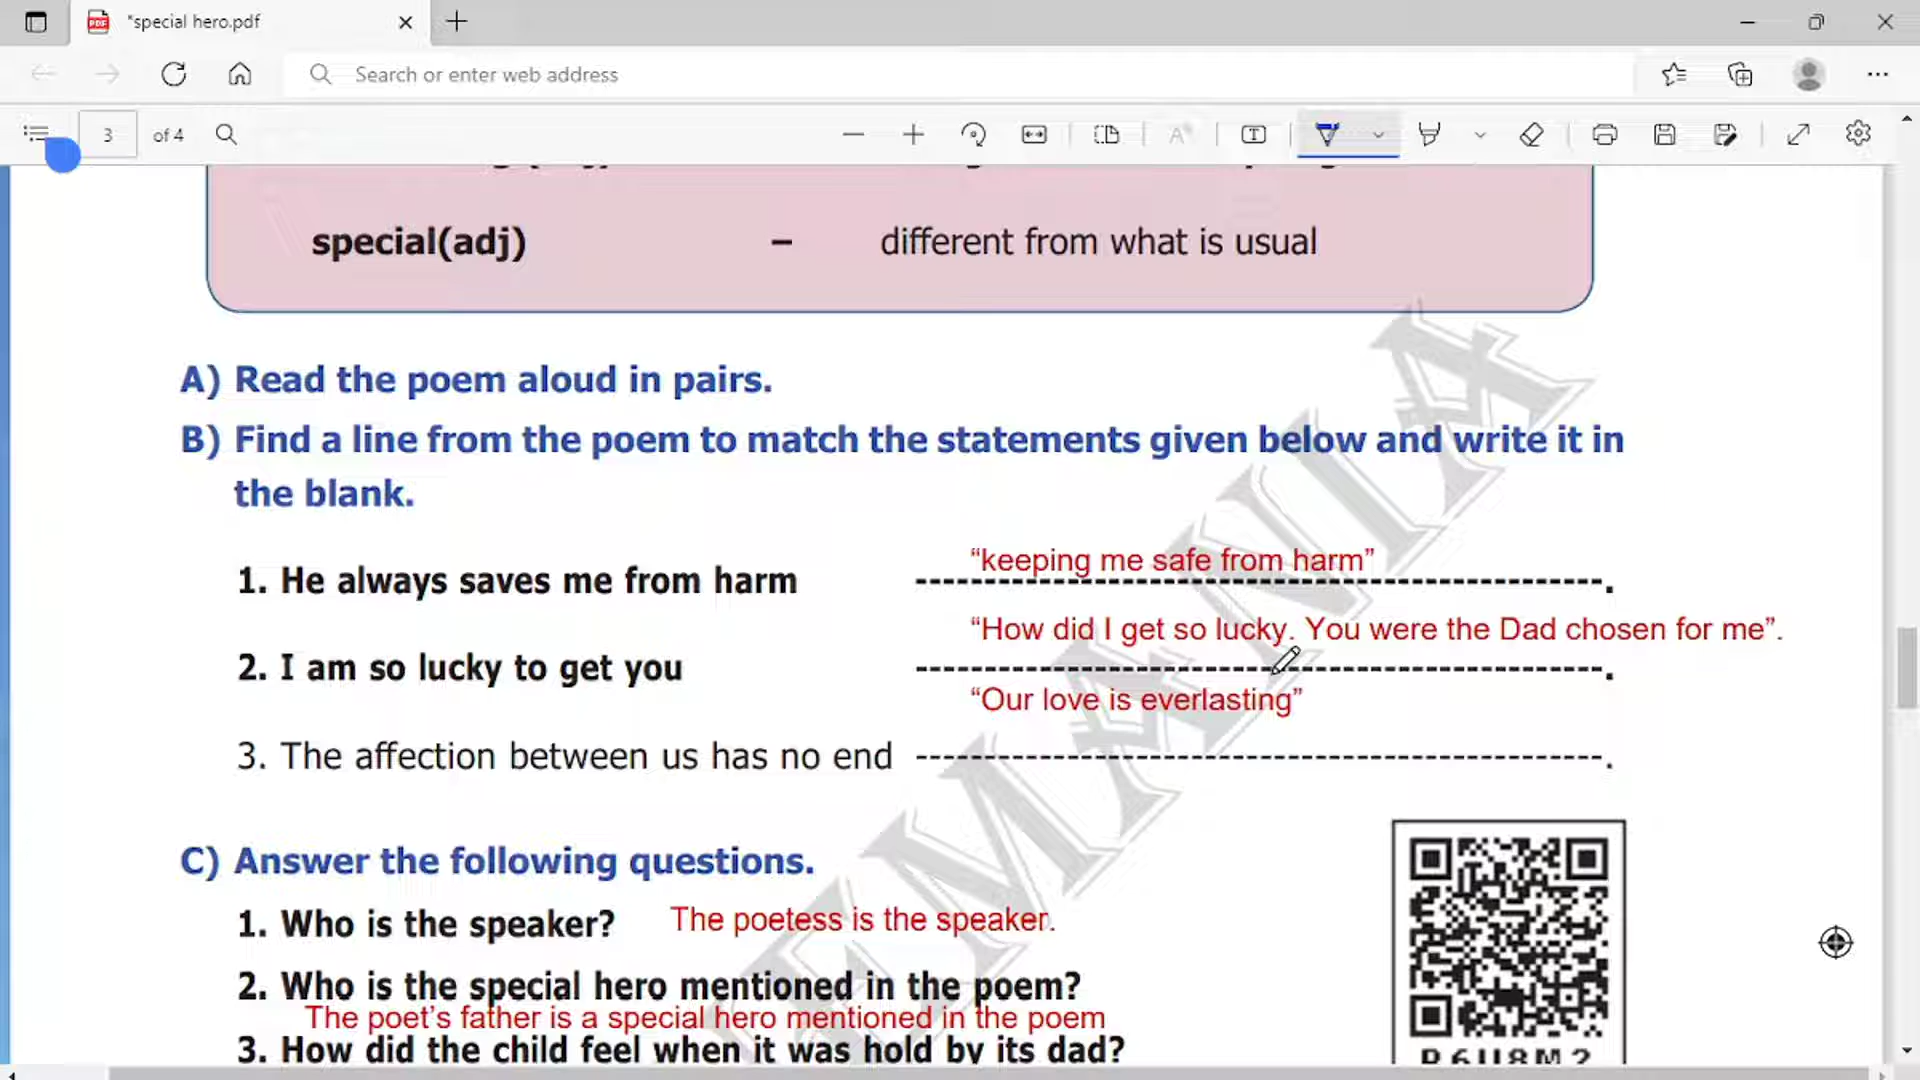 *special hero.pdf
Search or enter web address
3 of 4
special(adj) – different from what is usual
A) Read the poem aloud in pairs.
B) Find a line from the poem to match the statements given below and write it in
the blank.
“keeping me safe from harm”
1. He always saves me from harm ---------------------------------------------------.
“How did I get so lucky. You were the Dad chosen for me”.
2. I am so lucky to get you ---------------------------------------------------.
“Our love is everlasting”
3. The affection between us has no end ---------------------------------------------------.
C) Answer the following questions.
1. Who is the speaker? The poetess is the speaker.
2. Who is the special hero mentioned in the poem?
The poet’s father is a special hero mentioned in the poem
3. How did the child feel when it was hold by its dad?